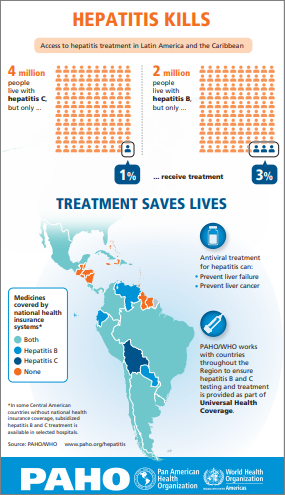 HEPATITIS KILLS
Access to hepatitis treatment in Latin America and the Caribbean
4 million
people
live with
hepatitis C,
but only ...
2 million
people
live with
hepatitis B,
but only ...
1%
... receive treatment
3%
TREATMENT SAVES LIVES
Antiviral treatment
for hepatitis can:
• Prevent liver failure
• Prevent liver cancer
Medicines
covered by
national health
insurance
systems*
Both
Hepatitis B
Hepatitis C
None
PAHO/WHO works
with countries
throughout the
Region to ensure
hepatitis B and C
testing and treatment
is provided as part of
Universal Health
Coverage.
*In some Central American
countries without national health
insurance coverage, subsidized
hepatitis B and C treatment is
available in selected hospitals.
Source: PAHO/WHO www.paho.org/hepatitis
PAHO
Pan American
Health
Organization
World Health
Organization
Americas